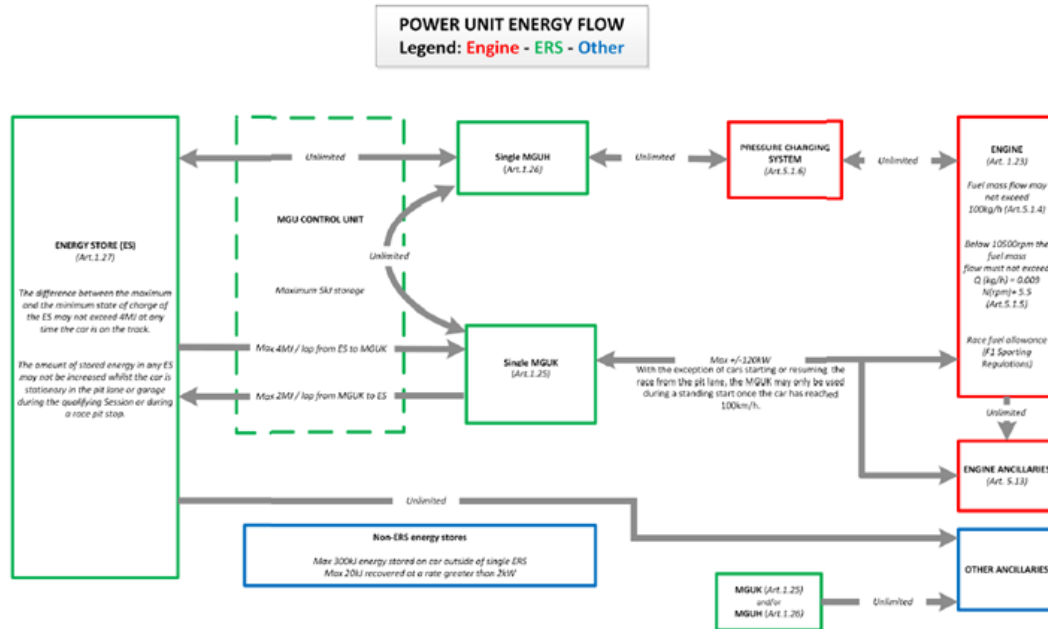 POWER UNIT ENERGY FLOW
Legend: Engine - ERS - Other
ENERGY STORE (ES)
(Art.1.27)
The difference between the maximum
and the minimum state of charge of
the ES may not exceed 4MJ at any
time the car is on the track.
The amount of stored energy in any ES
may not be increased whilst the car is
stationary in the pit lane or garage
during the qualifying Session or during
a race pit stop.
Unlimited
MGU CONTROL UNIT
Maximum 5kJ storage
Unlimited
Max 4MJ / lap from ES to MGUK
Max 2MJ / lap from MGUK to ES
Single MGUH
(Art.1.26)
Single MGUK
(Art.1.25)
Unlimited
PRESSURE CHARGING
SYSTEM
(Art.5.1.6)
Unlimited
ENGINE
(Art. 1.23)
Fuel mass flow may
not exceed
100kg/h (Art.5.1.4)
Below 10500rpm the
fuel mass
flow must not exceed
Q (kg/h) = 0.009
N(rpm)+ 5.5
(Art.5.1.5)
Race fuel allowance
(F1 Sporting
Regulations)
Max +/-120kW
With the exception of cars starting or resuming the
race from the pit lane, the MGUK may only be used
during a standing start once the car has reached
100km/h.
Unlimited
ENGINE ANCILLARIES
(Art. 5.13)
Unlimited
Non-ERS energy stores
Max 300kJ energy stored on car outside of single ERS
Max 20kJ recovered at a rate greater than 2kW
OTHER ANCILLARIES
MGUK (Art.1.25)
and/or
MGUH (Art.1.26)
Unlimited